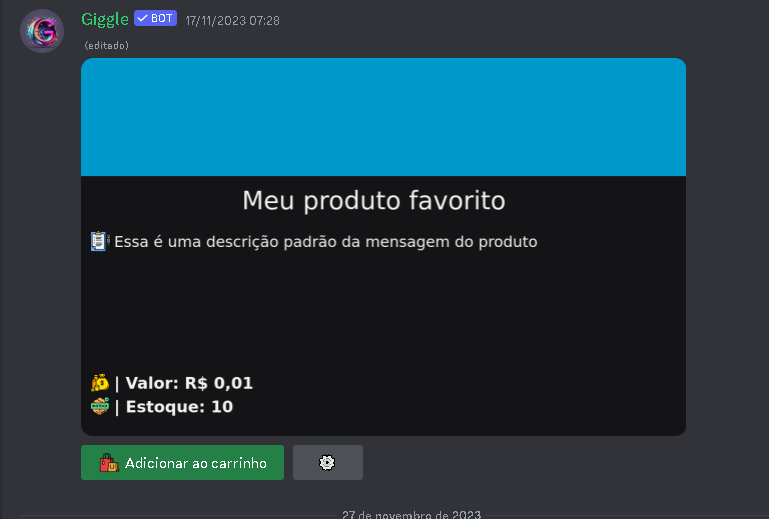 Giggle BOT 17/11/2023 07:28
(editado)
Meu produto favorito
Essa é uma descrição padrão da mensagem do produto
| Valor: R$ 0,01
| Estoque: 10
Adicionar ao carrinho
27 de novembro de 2023